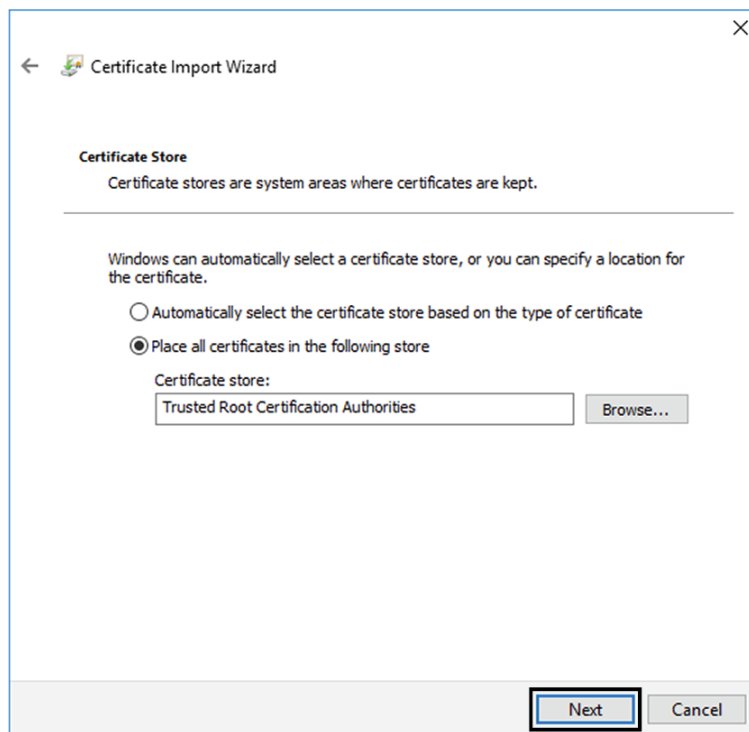 Certificate Import Wizard
Certificate Store
Certificate stores are system areas where certificates are kept.
Windows can automatically select a certificate store, or you can specify a location for
the certificate.
Automatically select the certificate store based on the type of certificate
Place all certificates in the following store
Certificate store:
Trusted Root Certification Authorities
Browse...
Next
Cancel